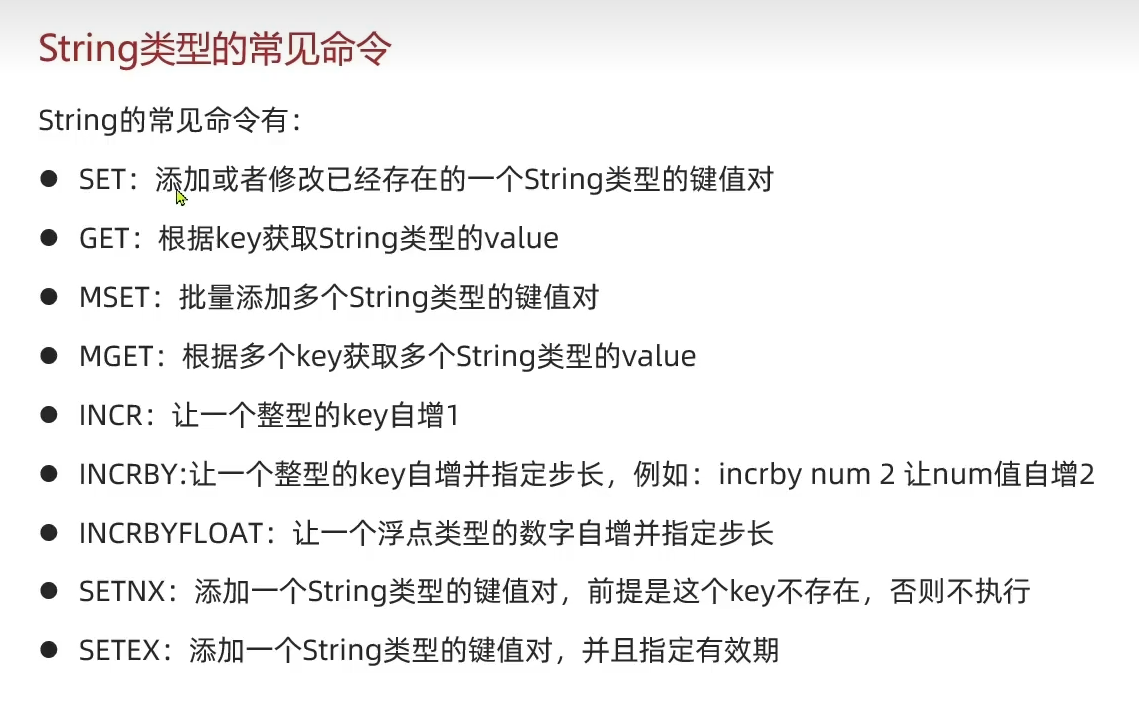 String类型的常见命令
String的常见命令有：
● SET：添加或者修改已经存在的一个String类型的键值对
● GET：根据key获取String类型的value
● MSET：批量添加多个String类型的键值对
● MGET：根据多个key获取多个String类型的value
● INCR：让一个整型的key自增1
● INCRBY:让一个整型的key自增并指定步长，例如：incrby num 2 让num值自增2
● INCRBYFLOAT：让一个浮点类型的数字自增并指定步长
● SETNX：添加一个String类型的键值对，前提是这个key不存在，否则不执行
● SETEX：添加一个String类型的键值对，并且指定有效期